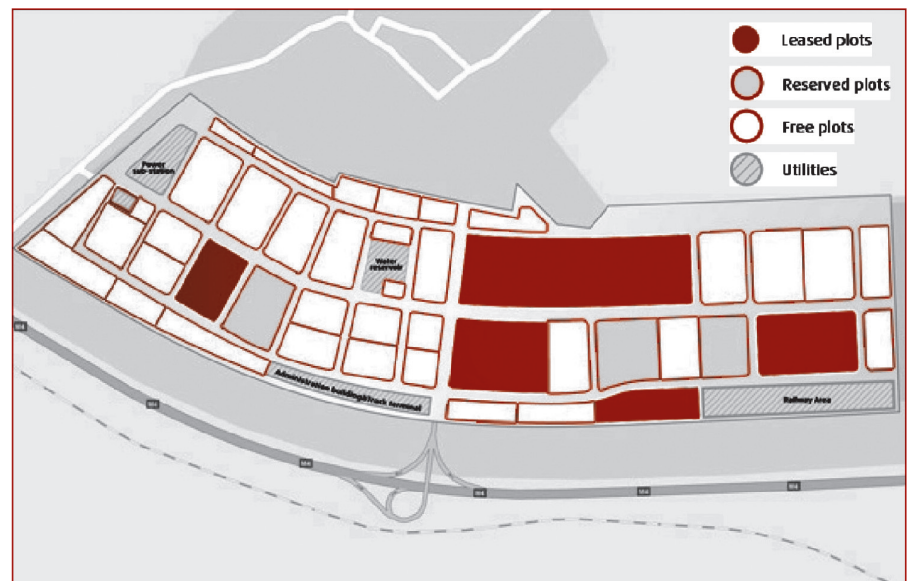 Leased plots
Reserved plots
Free plots
Utilities
Power
sub-station
Water
reservoir
Administration building&truck terminal
Railway Area